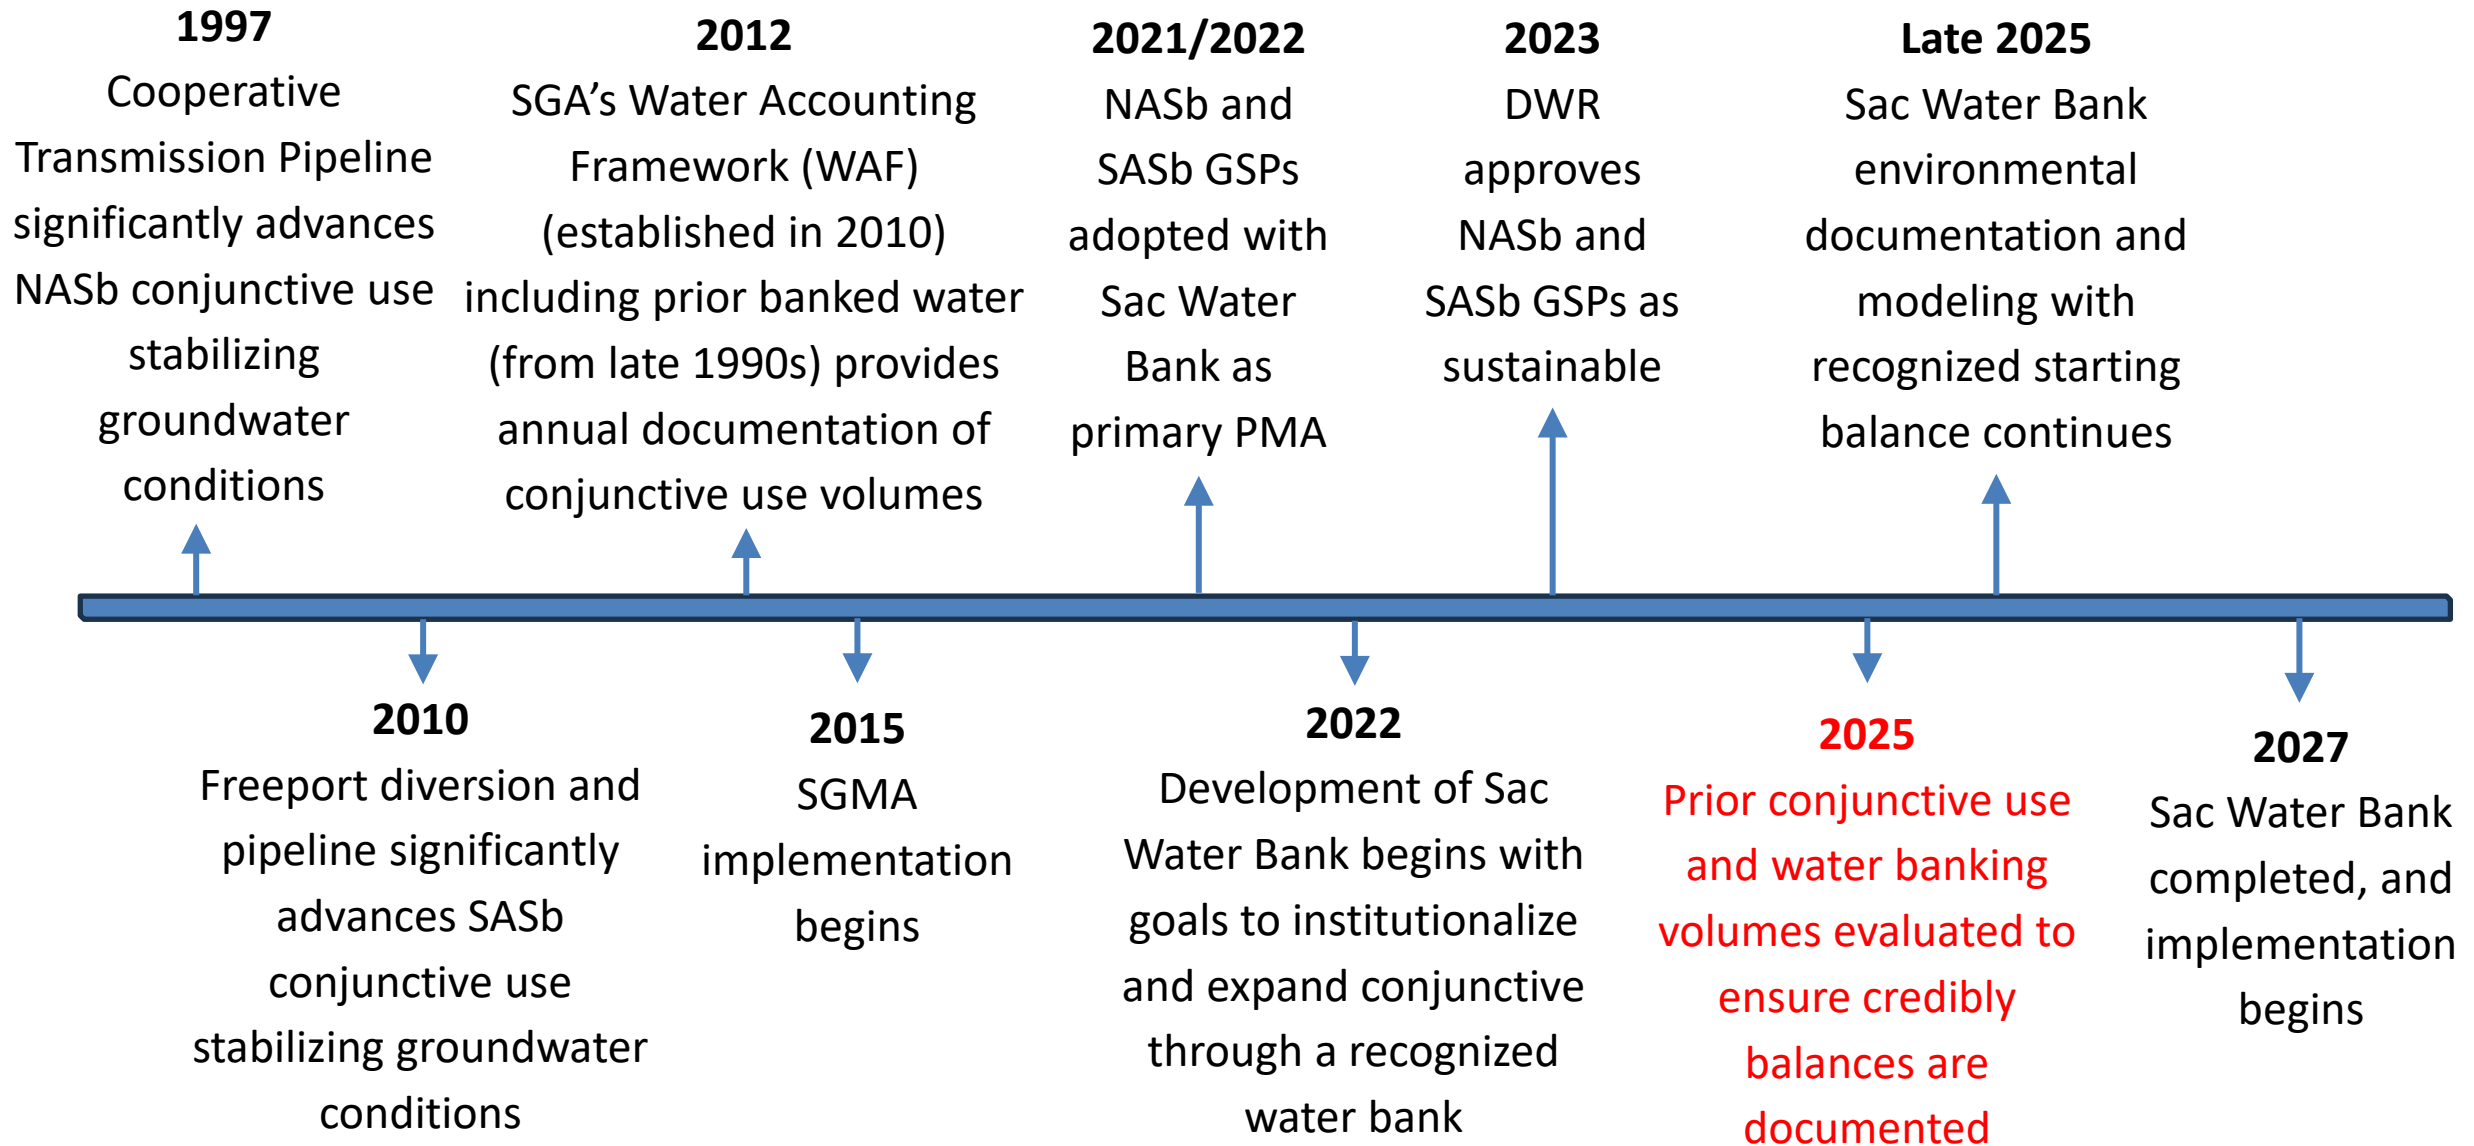 1997
Cooperative
Transmission Pipeline
significantly advances
NASb conjunctive use
stabilizing
groundwater
conditions
2012
SGA's Water Accounting
Framework (WAF)
(established in 2010)
including prior banked water
(from late 1990s) provides
annual documentation of
conjunctive use volumes
2021/2022
NASb and
SASb GSPs
adopted with
Sac Water
Bank as
primary PMA
2023
DWR
approves
NASb and
SASb GSPs as
sustainable
Late 2025
Sac Water Bank
environmental
documentation and
modeling with
recognized starting
balance continues
2010
Freeport diversion and
pipeline significantly
advances SASb
conjunctive use
stabilizing groundwater
conditions
2015
SGMA
implementation
begins
2022
Development of Sac
Water Bank begins with
goals to institutionalize
and expand conjunctive
through a recognized
water bank
2025
Prior conjunctive use
and water banking
volumes evaluated to
ensure credibly
balances are
documented
2027
Sac Water Bank
completed, and
implementation
begins